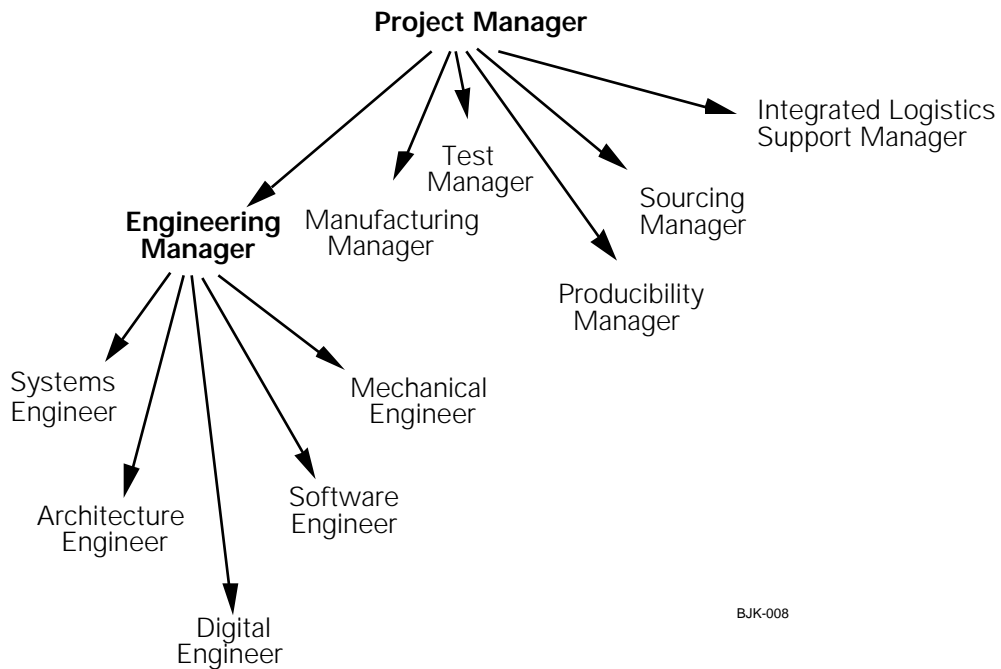 Project Manager
Integrated Logistics
Support Manager
Test
Manager
Sourcing
Manager
Engineering
Manager
Manufacturing
Manager
Producibility
Manager
Systems
Engineer
Mechanical
Engineer
Software
Engineer
Architecture
Engineer
Digital
Engineer
BJK-008